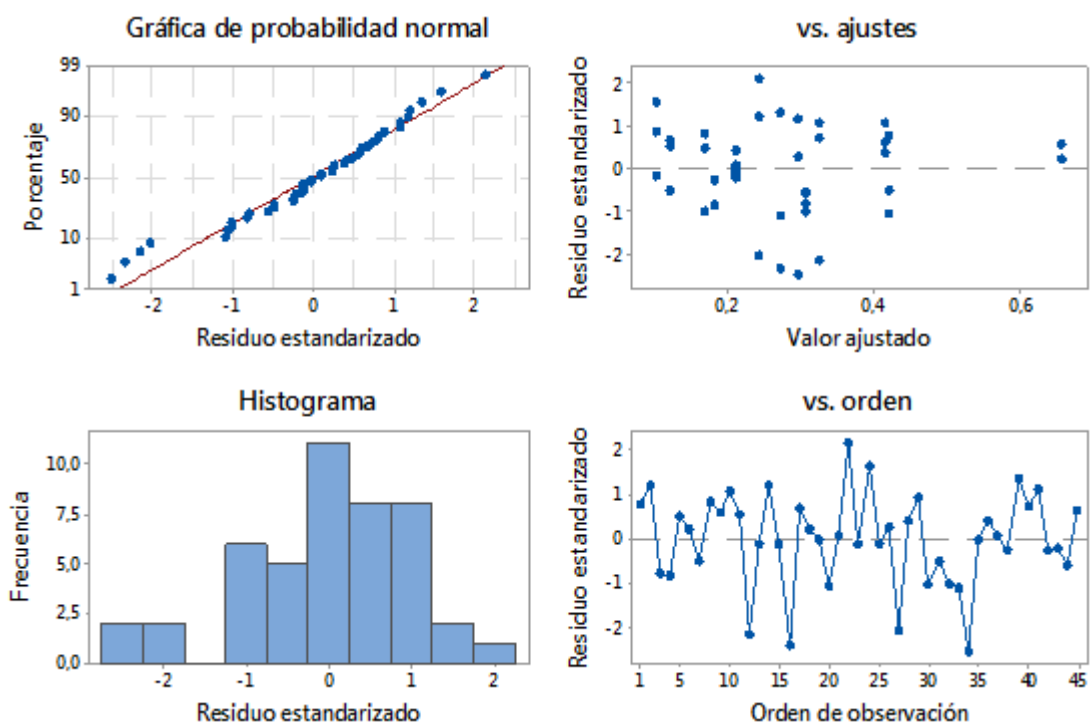 Gráfica de probabilidad normal
99
90
50
10
1
Porcentaje
-2 -1 0 1 2
Residuo estandarizado
vs. ajustes
2
1
0
-1
-2
Residuo estandarizado
0,2 0,4 0,6
Valor ajustado
Histograma
10,0
7,5
5,0
2,5
0,0
Frecuencia
-2 -1 0 1 2
Residuo estandarizado
vs. orden
2
1
0
-1
-2
Residuo estandarizado
1 5 10 15 20 25 30 35 40 45
Orden de observación